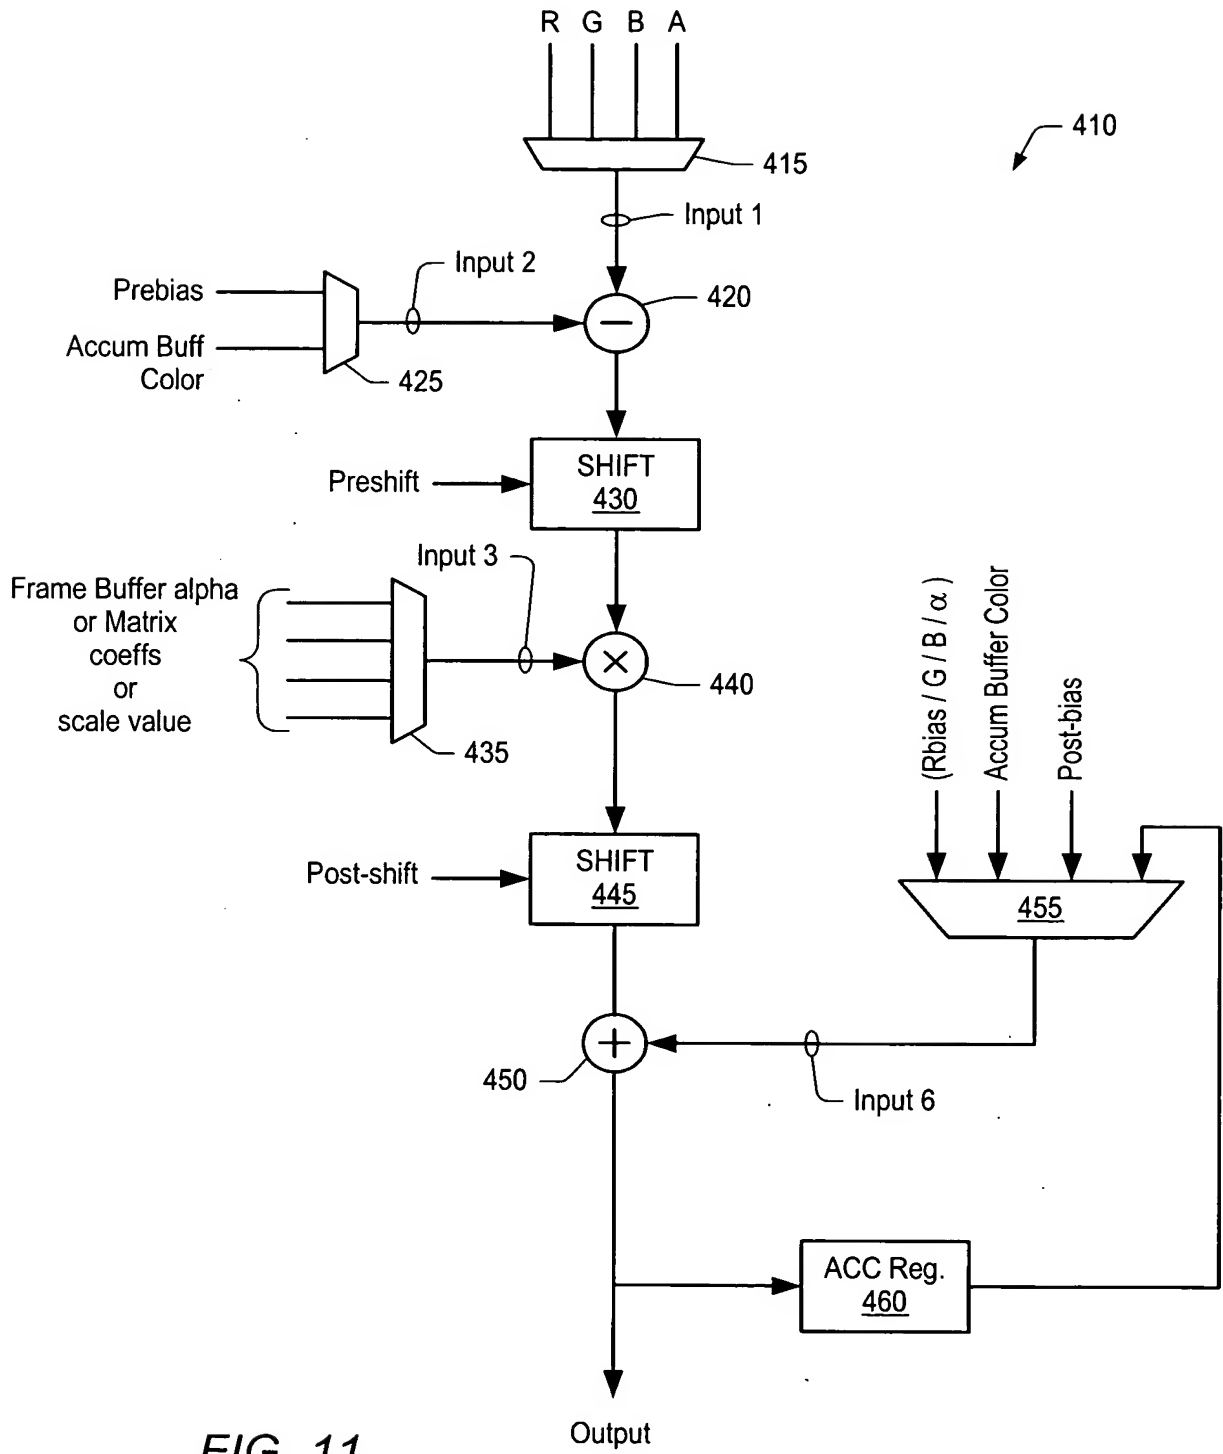 R G B A
410
415
Input 1
Input 2
Prebias
420
Accum Buff
Color
425
SHIFT
430
Preshift
Input 3
Frame Buffer alpha
or Matrix
coeffs
or
scale value
440
435
(Rbias / G / B / α)
Accum Buffer Color
Post-bias
SHIFT
445
Post-shift
455
450
Input 6
ACC Reg.
460
Output
FIG. 11